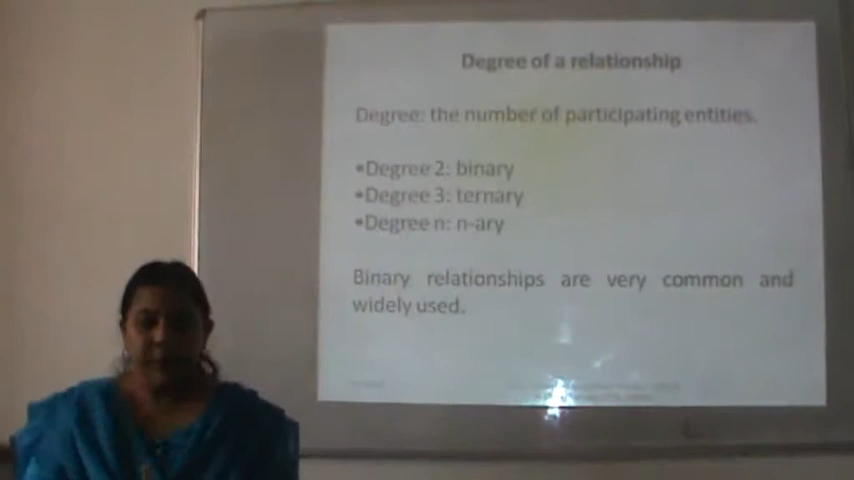 Degree of a relationship
Degree: the number of participating entities.
•Degree 2: binary
•Degree 3: ternary
•Degree n: n-ary
Binary relationships are very common and
widely used.